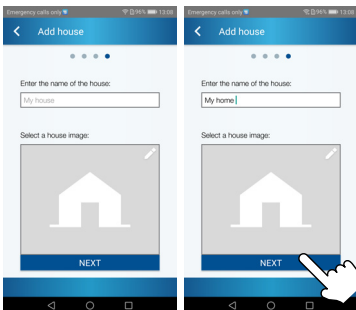 Emergency calls only 96% 13:08
Add house
Enter the name of the house:
My house
Select a house image:
NEXT
Emergency calls only 96% 13:08
Add house
Enter the name of the house:
My home
Select a house image:
NEXT